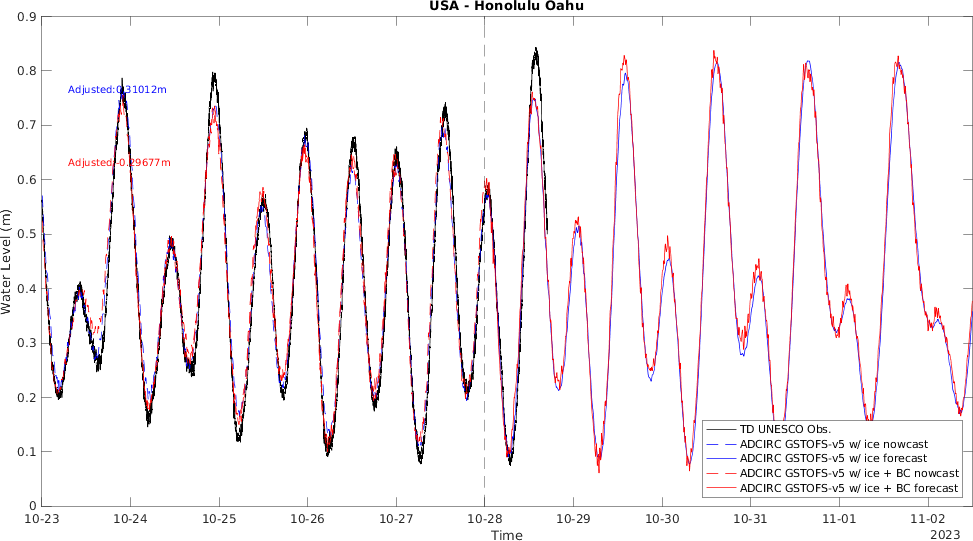 USA - Honolulu Oahu
0.9
0.8
0.7
0.6
0.5
0.4
0.3
0.2
0.1
0
Water Level (m)
Adjusted:0.31012m
Adjusted:-0.29677m
TD UNESCO Obs.
ADCIRC GSTOFS-v5 w/ ice nowcast
ADCIRC GSTOFS-v5 w/ ice forecast
ADCIRC GSTOFS-v5 w/ ice + BC nowcast
ADCIRC GSTOFS-v5 w/ ice + BC forecast
10-23 10-24 10-25 10-26 10-27 10-28 10-29 10-30 10-31 11-01 11-02
Time
2023